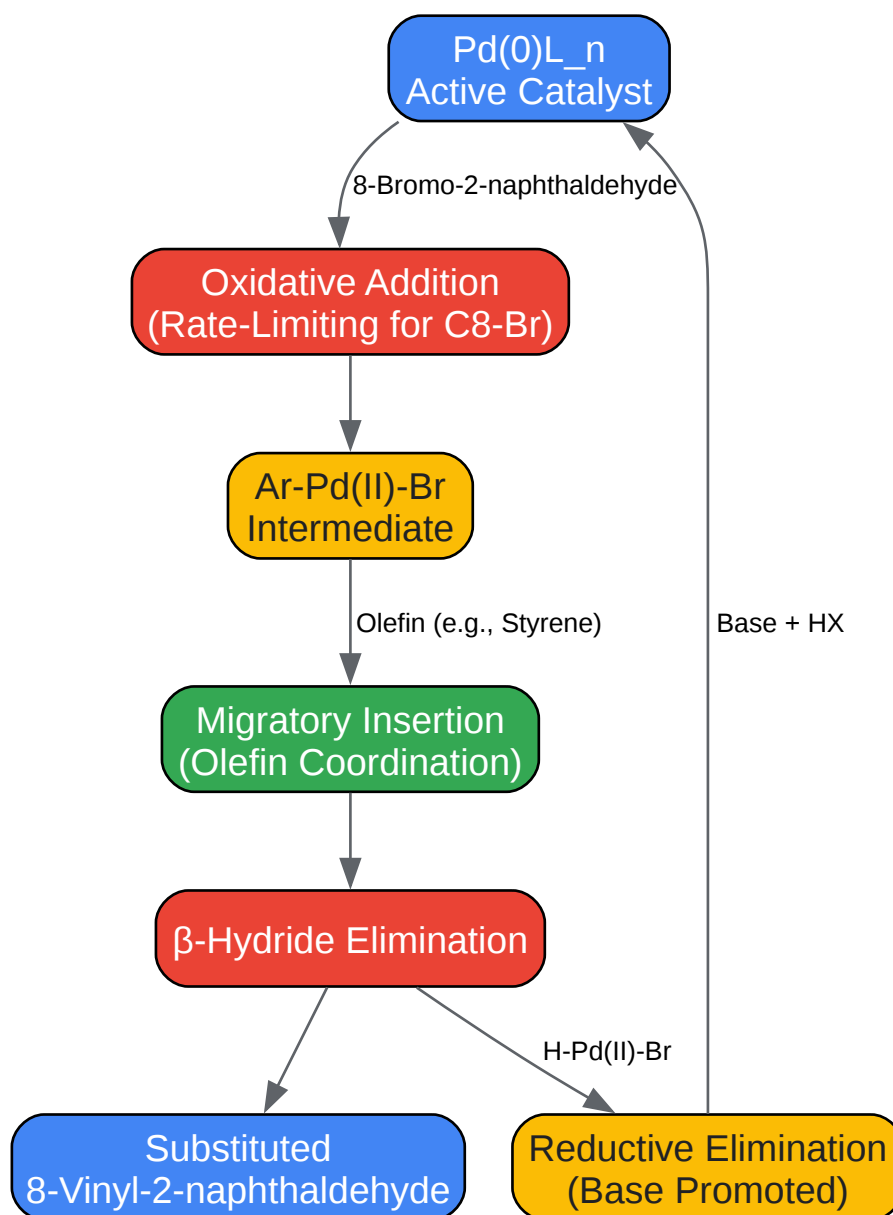 Pd(0)L_n
Active Catalyst
8-Bromo-2-naphthaldehyde
Oxidative Addition
(Rate-Limiting for C8-Br)
Ar-Pd(II)-Br
Intermediate
Olefin (e.g., Styrene)
Base + HX
Migratory Insertion
(Olefin Coordination)
β-Hydride Elimination
H-Pd(II)-Br
Substituted
8-Vinyl-2-naphthaldehyde
Reductive Elimination
(Base Promoted)